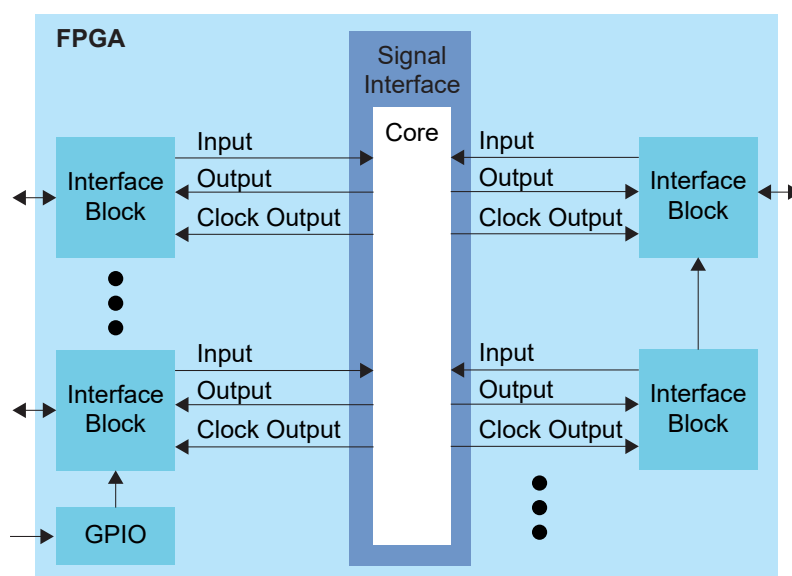 FPGA
Signal
Interface
Core
Interface
Block
Input
Output
Clock Output
Input
Output
Clock Output
Interface
Block
Interface
Block
Input
Output
Clock Output
Input
Output
Clock Output
Interface
Block
GPIO